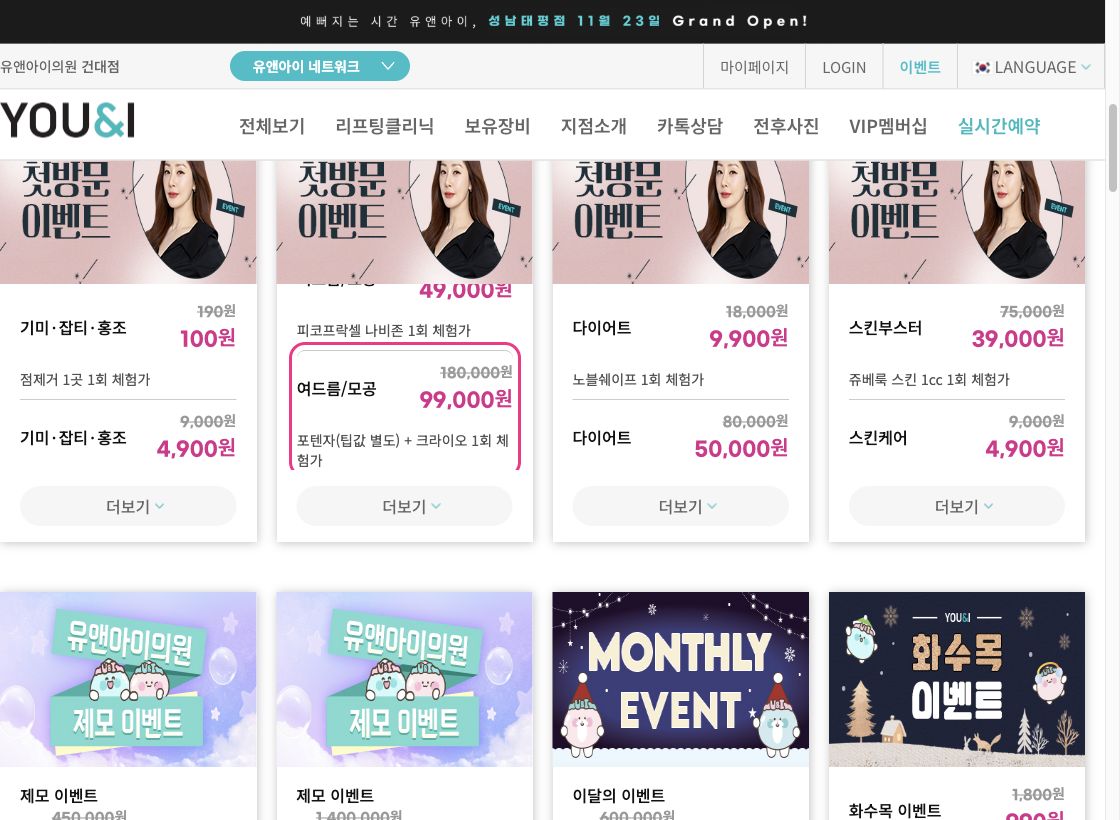 예뻐지는 시간 유앤아이, 성남태평점 11월 23일 Grand Open!
유앤아이의원 건대점
유앤아이 네트워크
마이페이지
LOGIN
이벤트
LANGUAGE
YOU&I
전체보기
리프팅클리닉
보유장비
지점소개
카톡상담
전후사진
VIP멤버십
실시간예약
첫방문
이벤트
EVENT
190원
기미·잡티·홍조
100원
점제거 1곳 1회 체험가
9,000원
기미·잡티·홍조
4,900원
더보기
첫방문
이벤트
EVENT
49,000원
피코프락셀 나비존 1회 체험가
180,000원
여드름/모공
99,000원
포텐자(팁값 별도) + 크라이오 1회 체
험가
더보기
첫방문
이벤트
EVENT
18,000원
다이어트
9,900원
노블쉐이프 1회 체험가
80,000원
다이어트
50,000원
더보기
첫방문
이벤트
EVENT
75,000원
스킨부스터
39,000원
쥬베룩 스킨 1cc 1회 체험가
9,000원
스킨케어
4,900원
더보기
유앤아이의원
제모 이벤트
제모 이벤트
450,000원
유앤아이의원
제모 이벤트
제모 이벤트
1,400,000원
MONTHLY
EVENT
이달의 이벤트
600,000원
YOU&I
화수목
이벤트
1,800원
화수목 이벤트